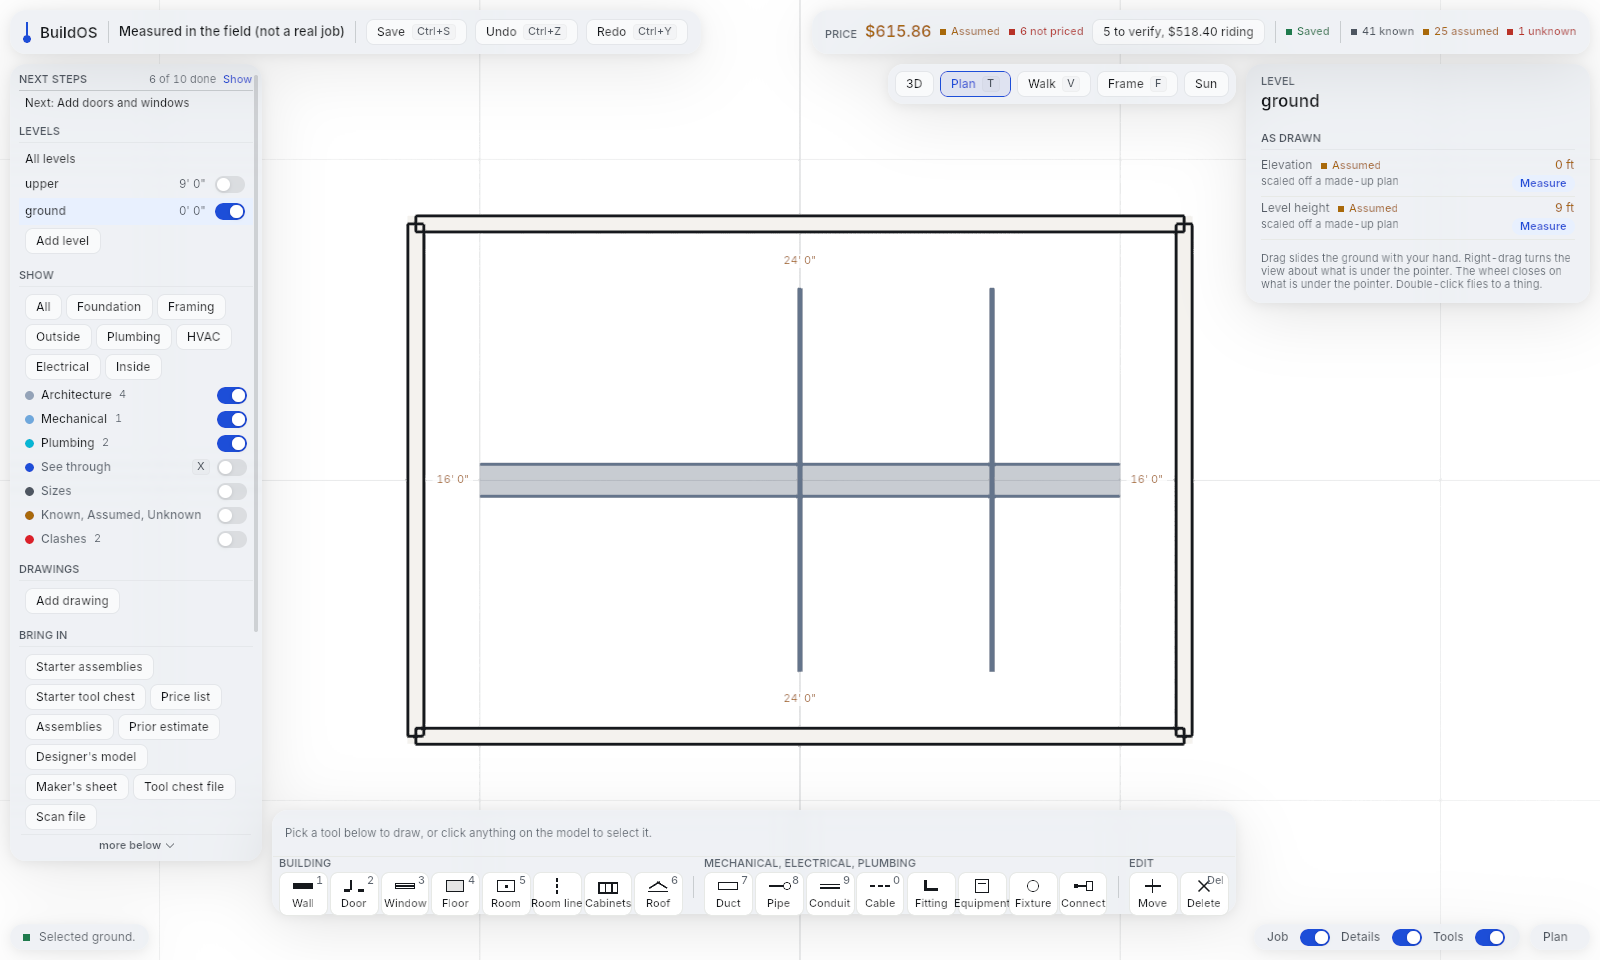 BuildOS
Measured in the field (not a real job)
Save Ctrl+S
Undo Ctrl+Z
Redo Ctrl+Y
PRICE $615.86 Assumed 6 not priced
5 to verify, $518.40 riding
Saved
41 known 25 assumed 1 unknown
NEXT STEPS 6 of 10 done Show
Next: Add doors and windows
LEVELS
All levels
upper 9' 0"
ground 0' 0"
Add level
SHOW
All Foundation Framing
Outside Plumbing HVAC
Electrical Inside
Architecture 4
Mechanical 1
Plumbing 2
See through X
Sizes
Known, Assumed, Unknown
Clashes 2
DRAWINGS
Add drawing
BRING IN
Starter assemblies
Starter tool chest Price list
Assemblies Prior estimate
Designer's model
Maker's sheet Tool chest file
Scan file
more below
3D Plan T Walk V Frame F Sun
LEVEL
ground
AS DRAWN
Elevation Assumed 0 ft
scaled off a made-up plan Measure
Level height Assumed 9 ft
scaled off a made-up plan Measure
Drag slides the ground with your hand. Right-drag turns the
view about what is under the pointer. The wheel closes on
what is under the pointer. Double-click flies to a thing.
24' 0"
16' 0"
16' 0"
24' 0"
Pick a tool below to draw, or click anything on the model to select it.
BUILDING
Wall 1 Door 2 Window 3 Floor 4 Room 5 Room line Cabinets Roof 6
MECHANICAL, ELECTRICAL, PLUMBING
Duct 7 Pipe 8 Conduit 9 Cable 0 Fitting Equipment Fixture Connect
EDIT
Move Delete Del
Selected ground.
Job Details Tools Plan